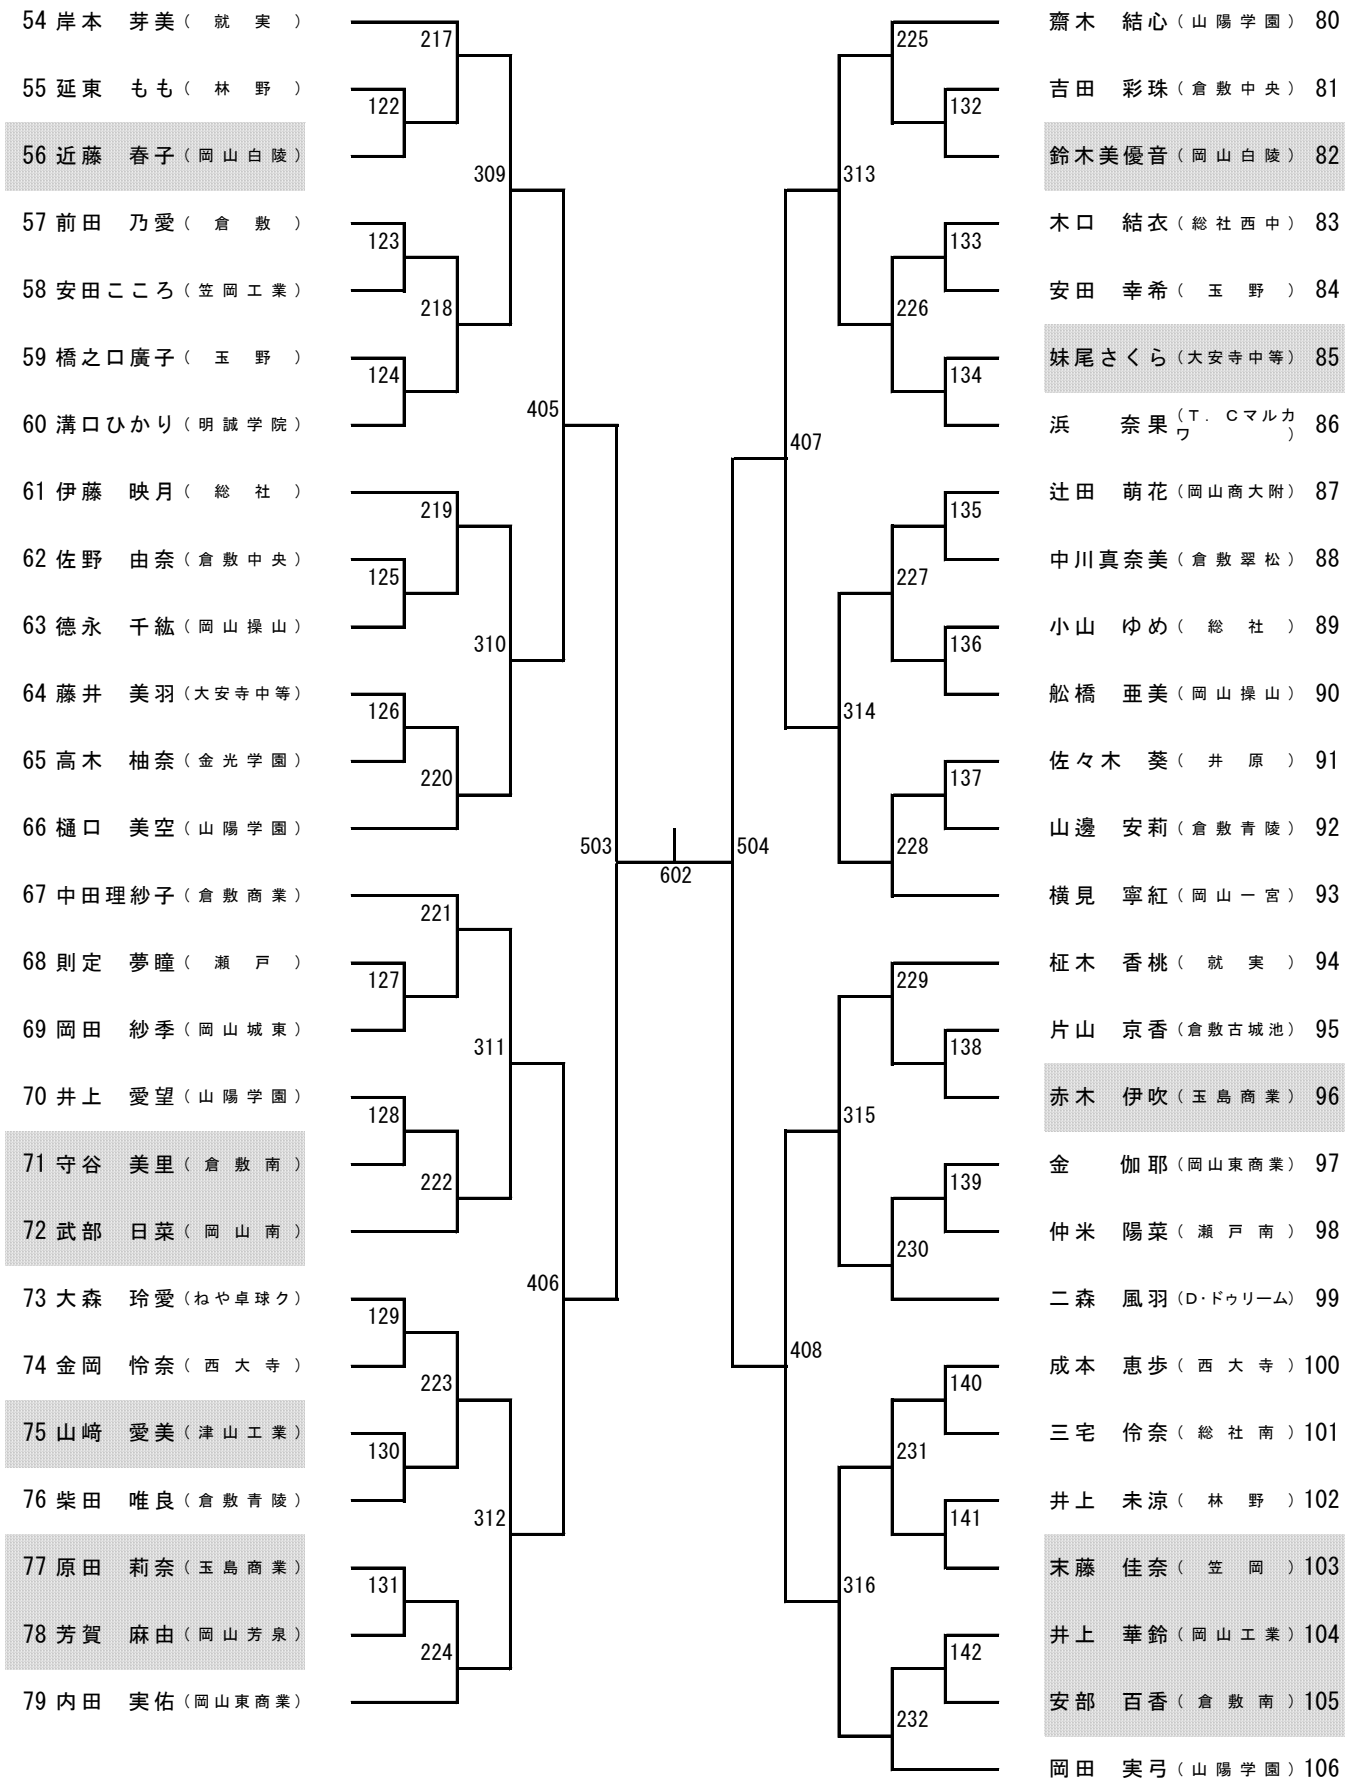 54 岸本 芽美（ 就 実 ）
217
55 延東 もも（ 林 野 ）
122
56 近藤 春子（岡山白陵）
309
57 前田 乃愛（ 倉 敷 ）
123
58 安田こころ（笠岡工業）
218
59 橋之口廣子（ 玉 野 ）
124
60 溝口ひかり（明誠学院）
405
61 伊藤 映月（ 総 社 ）
219
62 佐野 由奈（倉敷中央）
125
63 德永 千紘（岡山操山）
310
64 藤井 美羽（大安寺中等）
126
65 高木 柚奈（金光学園）
220
66 樋口 美空（山陽学園）
503
67 中田理紗子（倉敷商業）
221
68 則定 夢瞳（ 瀬 戸 ）
127
69 岡田 紗季（岡山城東）
311
70 井上 愛望（山陽学園）
128
71 守谷 美里（倉敷南）
222
72 武部 日菜（岡山南）
406
73 大森 玲愛（ねや卓球ク）
129
74 金岡 怜奈（西大寺）
223
75 山﨑 愛美（津山工業）
130
76 柴田 唯良（倉敷青陵）
312
77 原田 莉奈（玉島商業）
131
78 芳賀 麻由（岡山芳泉）
224
79 内田 実佑（岡山東商業）
602
齋木 結心（山陽学園） 80
225
吉田 彩珠（倉敷中央） 81
132
鈴木美優音（岡山白陵） 82
313
木口 結衣（総社西中） 83
133
安田 幸希（ 玉 野 ） 84
226
妹尾さくら（大安寺中等） 85
134
浜 奈果（T．Cマルカワ） 86
407
辻田 萌花（岡山商大附） 87
135
中川真奈美（倉敷翠松） 88
227
小山 ゆめ（ 総 社 ） 89
136
舩橋 亜美（岡山操山） 90
314
佐々木 葵（ 井 原 ） 91
137
山邊 安莉（倉敷青陵） 92
504
228
横見 寧紅（岡山一宮） 93
柾木 香桃（ 就 実 ） 94
229
片山 京香（倉敷古城池） 95
138
赤木 伊吹（玉島商業） 96
315
金 伽耶（岡山東商業） 97
139
仲米 陽菜（瀬戸南） 98
230
二森 風羽（D・ドゥリーム） 99
408
成本 恵歩（西大寺） 100
140
三宅 伶奈（総社南） 101
231
井上 未涼（ 林 野 ） 102
141
末藤 佳奈（ 笠 岡 ） 103
316
井上 華鈴（岡山工業） 104
142
安部 百香（倉敷南） 105
232
岡田 実弓（山陽学園） 106